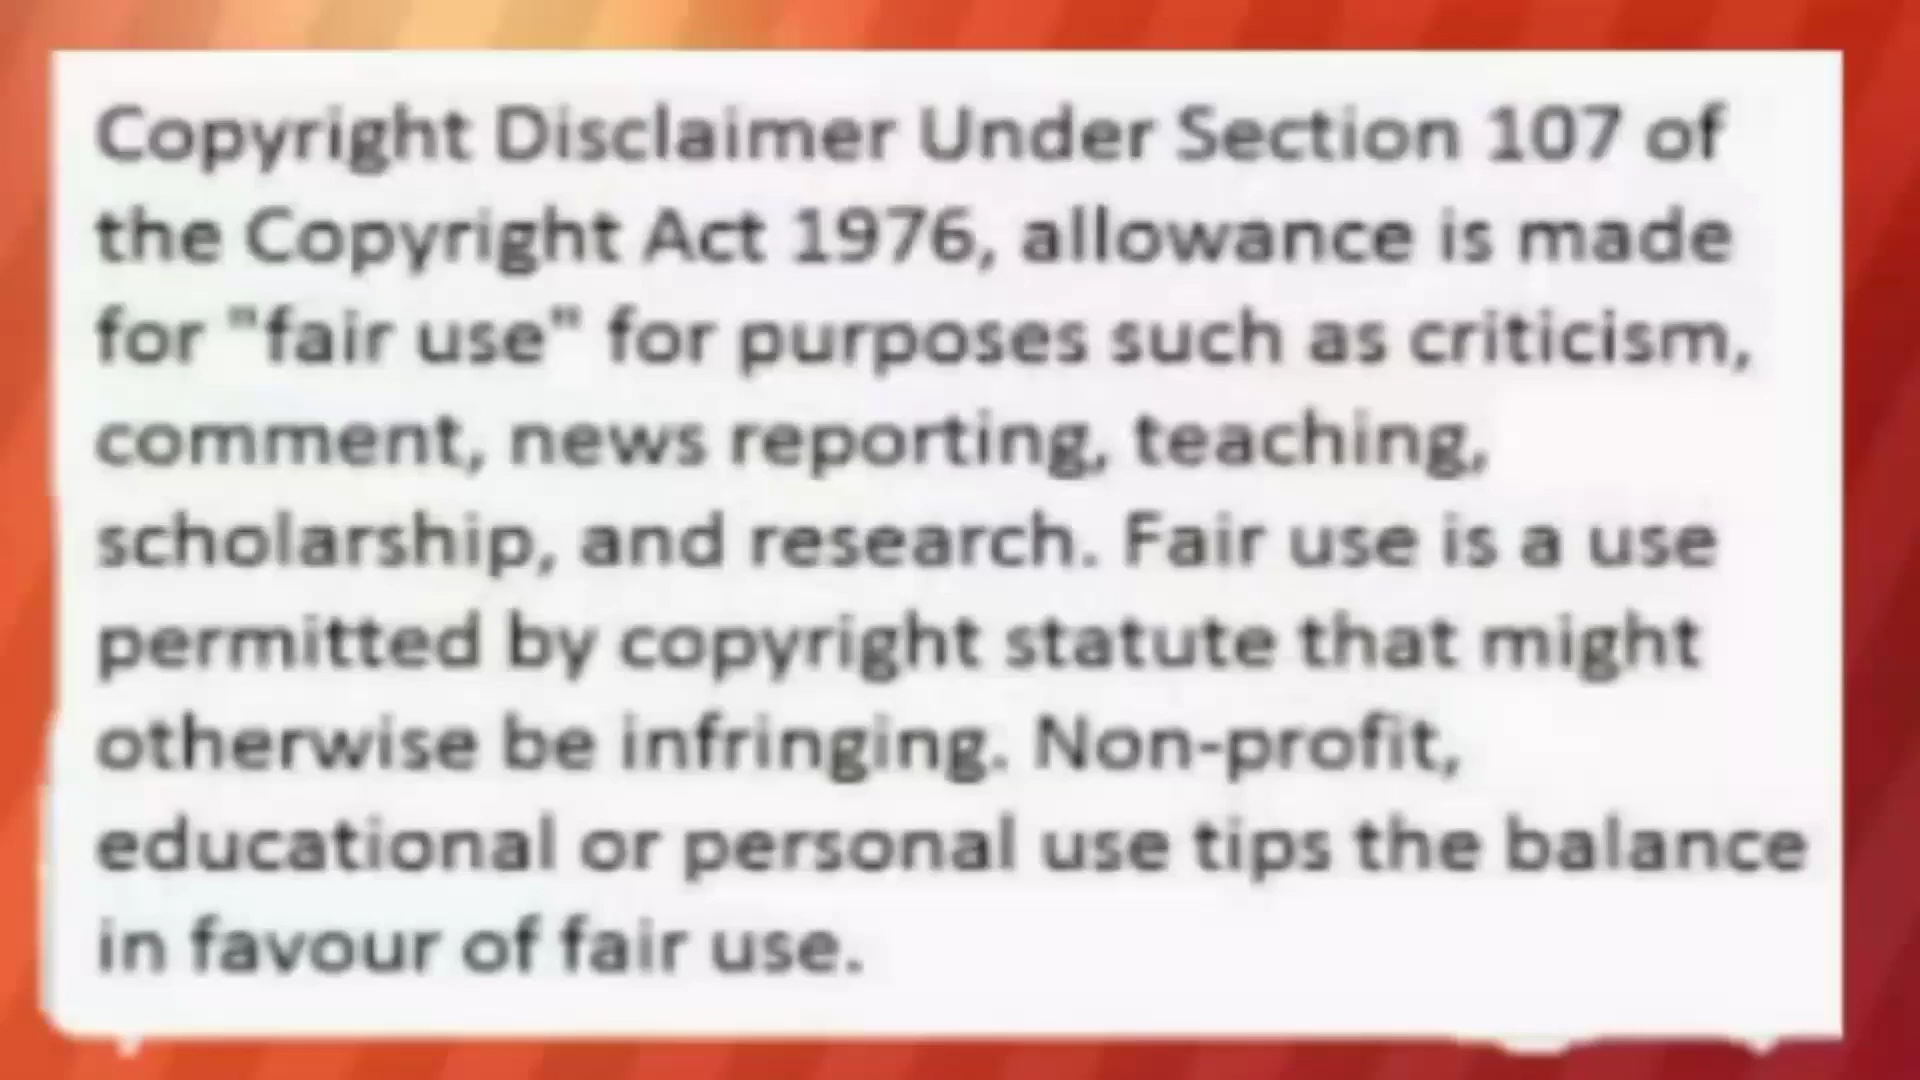 Copyright Disclaimer Under Section 107 of
the Copyright Act 1976, allowance is made
for "fair use" for purposes such as criticism,
comment, news reporting, teaching,
scholarship, and research. Fair use is a use
permitted by copyright statute that might
otherwise be infringing. Non-profit,
educational or personal use tips the balance
in favour of fair use.